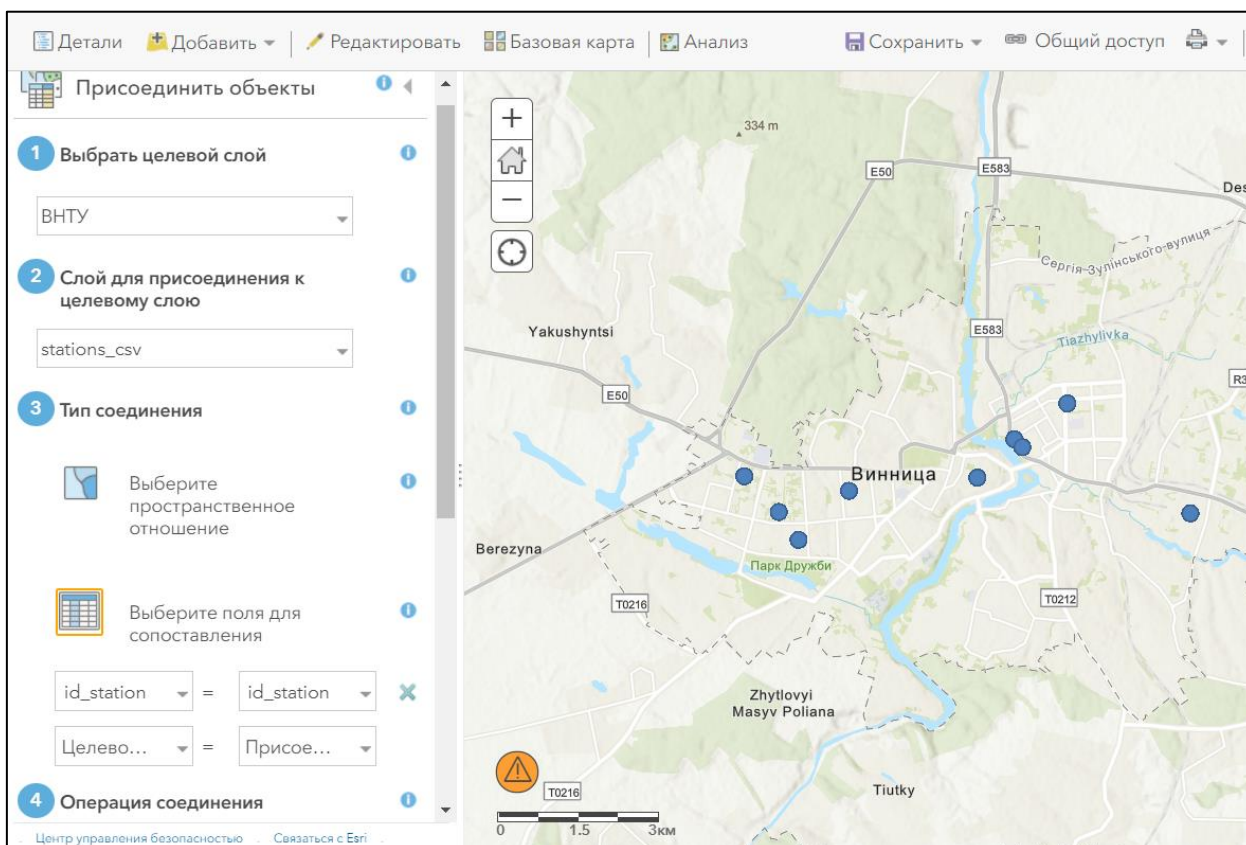 Детали Добавить Редактировать Базовая карта Анализ Сохранить Общий доступ
Присоединить объекты
1 Выбрать целевой слой
ВНТУ
2 Слой для присоединения к
целевому слою
stations_csv
3 Тип соединения
Выберите
пространственное
отношение
Выберите поля для
сопоставления
id_station = id_station
Целево... = Присое...
4 Операция соединения
Центр управления безопасностью Связаться с Esri
334 m
E50
E583
Des
Сергія Зулінського-вулиця
E583
Yakushyntsi
Tiazhylivka
R3
E50
Винница
Berezyna
Парк Дружби
T0216
T0212
Zhytlovyi
Masyv Poliana
T0216
Tiutky
0 1.5 3км